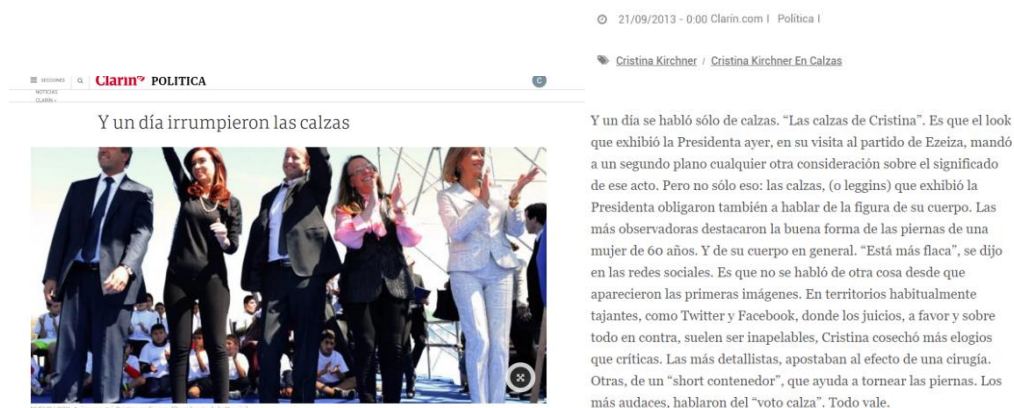 SECCIONES
Clarín POLITICA
C
NOTICIAS
CLARÍN
Y un día irrumpieron las calzas
21/09/2013 - 0:00 Clarín.com | Política |
Cristina Kirchner / Cristina Kirchner En Calzas
Y un día se habló sólo de calzas. “Las calzas de Cristina”. Es que el look
que exhibió la Presidenta ayer, en su visita al partido de Ezeiza, mandó
a un segundo plano cualquier otra consideración sobre el significado
de ese acto. Pero no sólo eso: las calzas, (o leggins) que exhibió la
Presidenta obligaron también a hablar de la figura de su cuerpo. Las
más observadoras destacaron la buena forma de las piernas de una
mujer de 60 años. Y de su cuerpo en general. “Está más flaca”, se dijo
en las redes sociales. Es que no se habló de otra cosa desde que
aparecieron las primeras imágenes. En territorios habitualmente
tajantes, como Twitter y Facebook, donde los juicios, a favor y sobre
todo en contra, suelen ser inapelables, Cristina cosechó más elogios
que críticas. Las más detallistas, apostaban al efecto de una cirugía.
Otras, de un “short contenedor”, que ayuda a tornear las piernas. Los
más audaces, hablaron del “voto calza”. Todo vale.